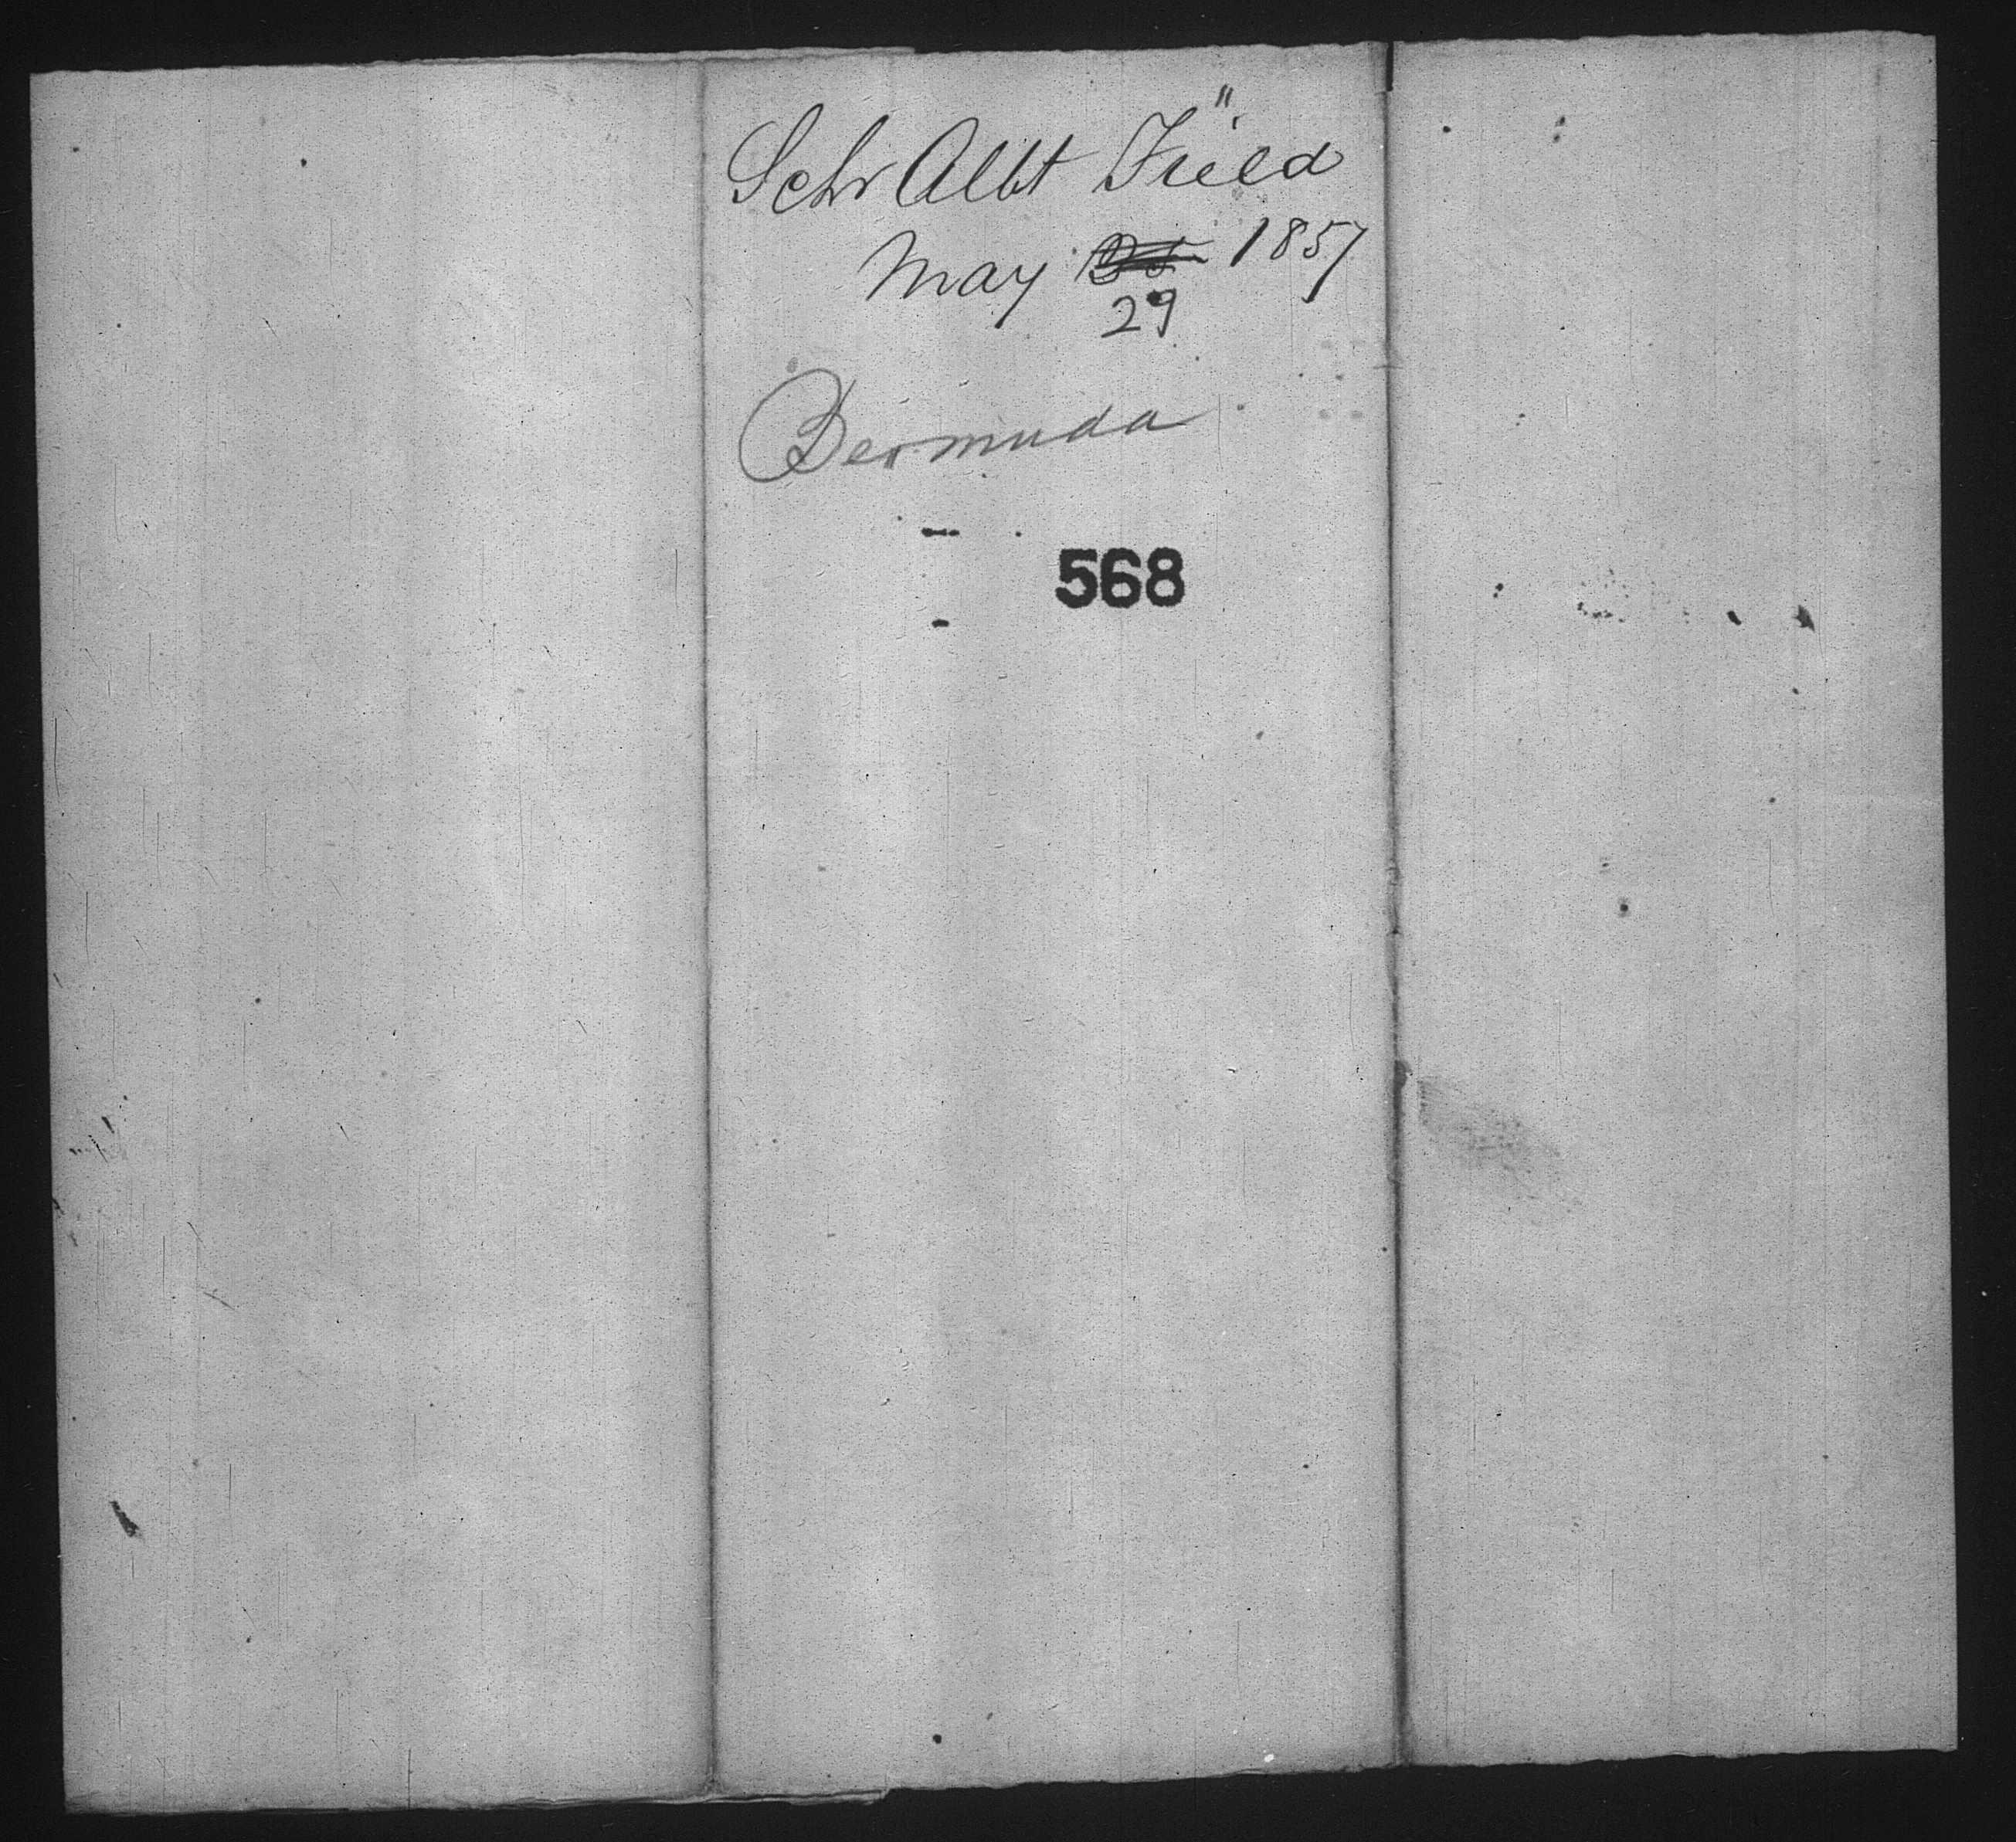 Schr Albt Field"
May 1857
29
Bermuda
568